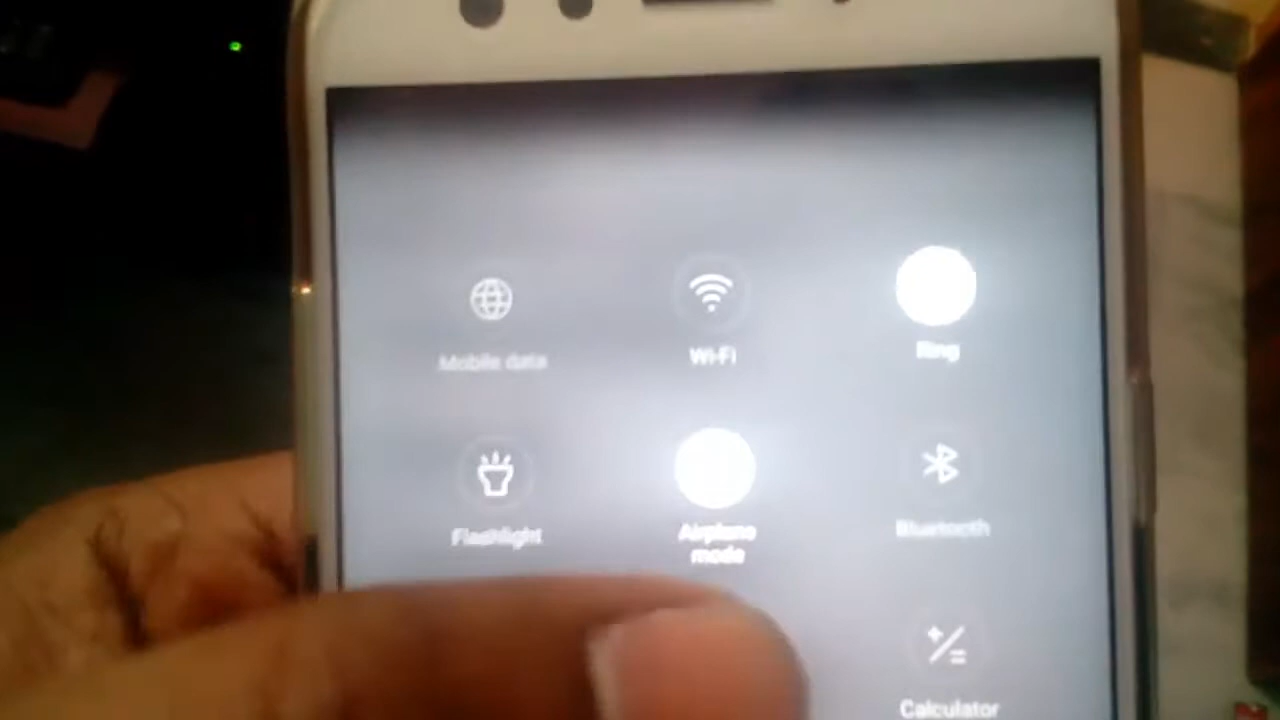 Mobile data
Wi-Fi
Ring
Flashlight
Airplane
mode
Bluetooth
Calculator